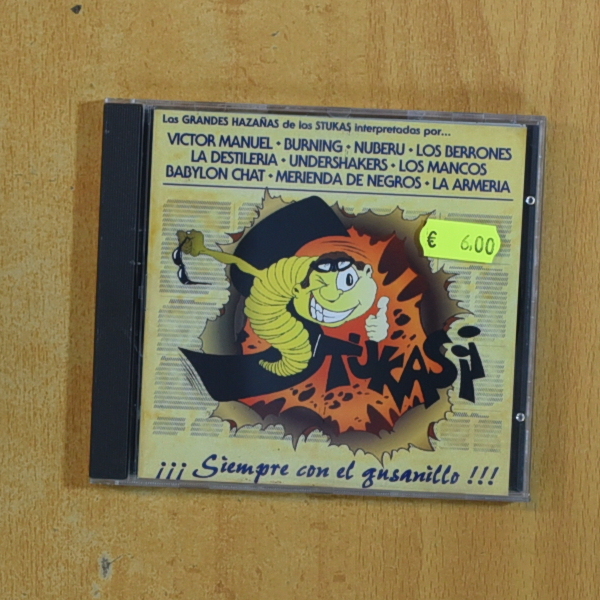 Las GRANDES HAZAÑAS de los STUKAS interpretadas por...
VICTOR MANUEL • BURNING • NUBERU • LOS BERRONES
LA DESTILERIA • UNDERSHAKERS • LOS MANCOS
BABYLON CHAT • MERIENDA DE NEGROS • LA ARMERIA
€ 6,00
STUKAS
¡¡¡ Siempre con el gusanillo !!!